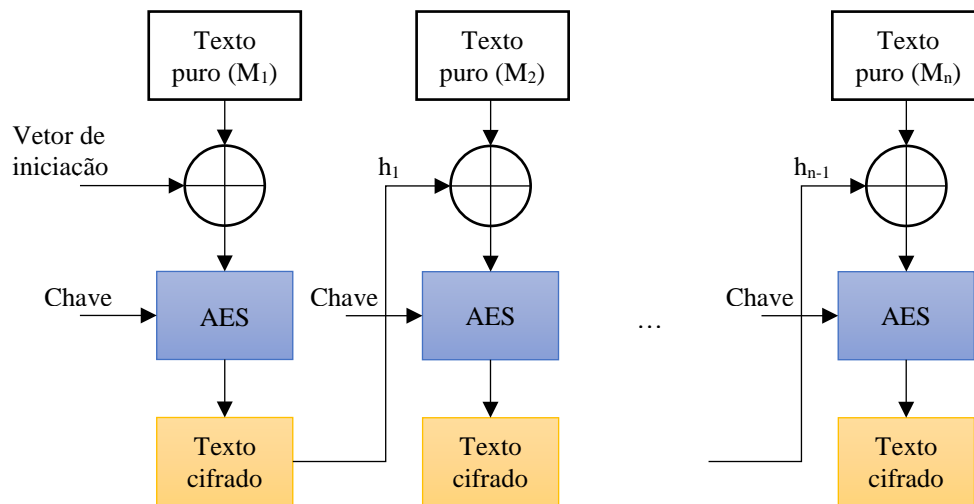 Texto
puro (M₁)
Texto
puro (M₂)
Texto
puro (Mₙ)
Vetor de
iniciacão
h₁
hₙ₋₁
Chave
AES
Chave
AES
...
Chave
AES
Texto
cifrado
Texto
cifrado
Texto
cifrado